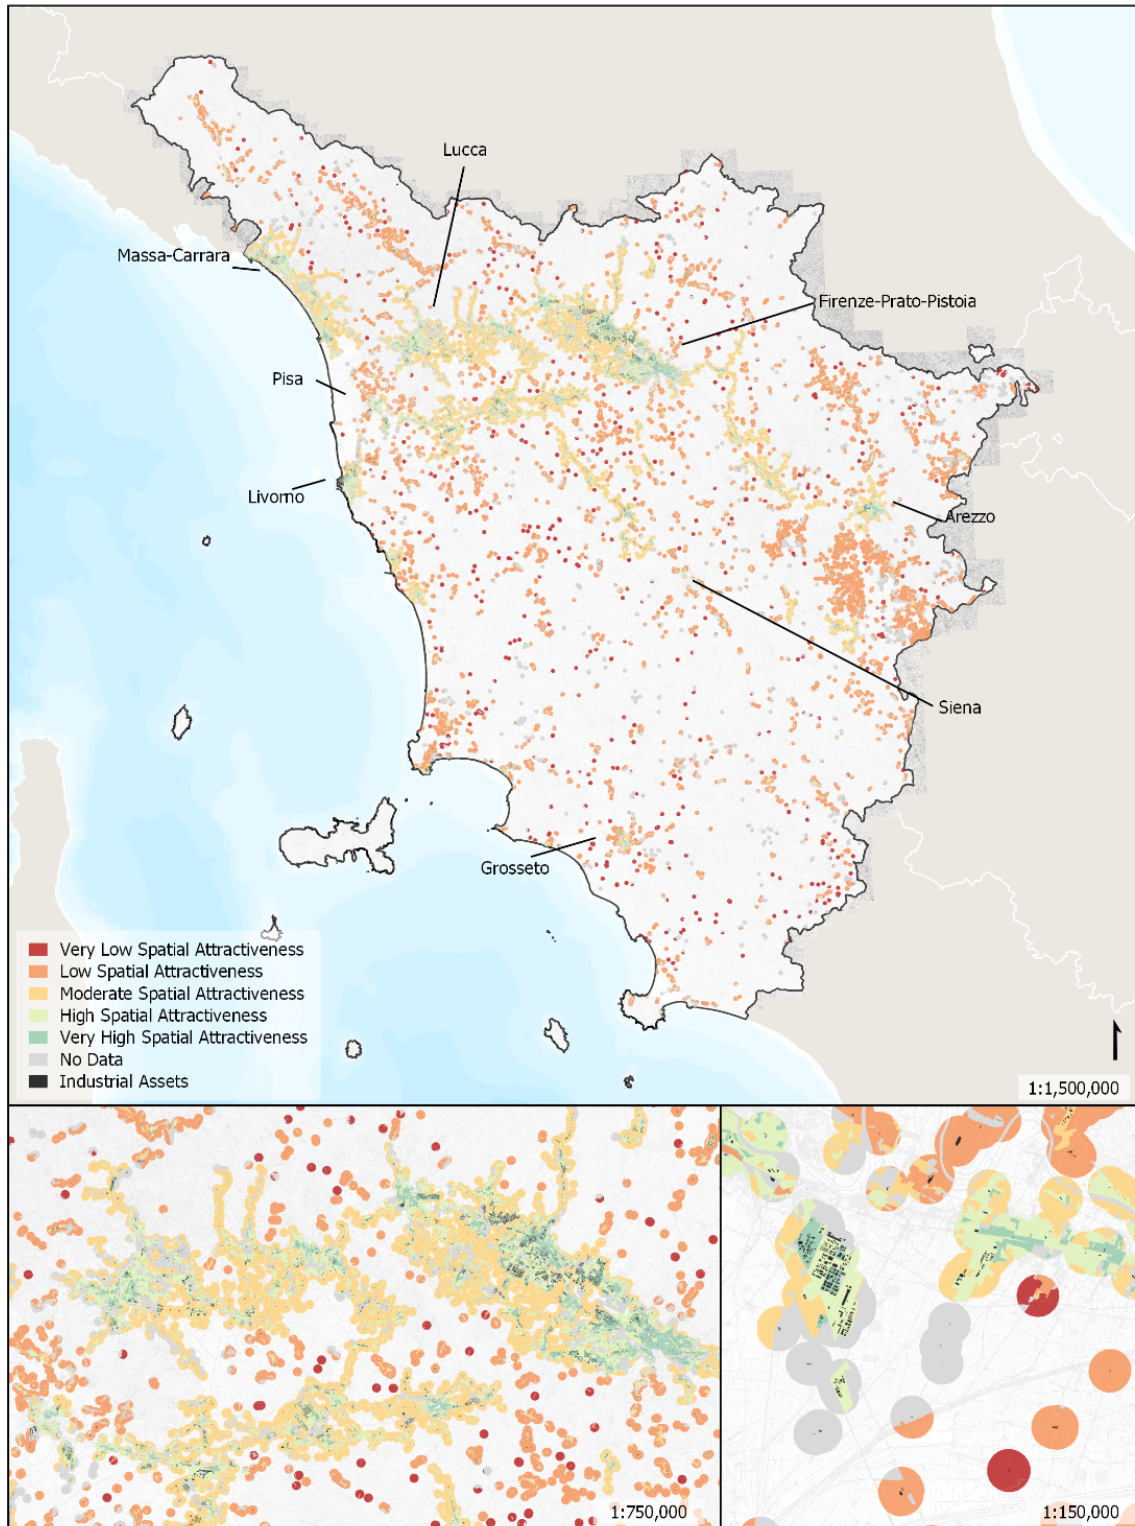 Lucca
Massa-Carrara
Firenze-Prato-Pistoia
Pisa
Livorno
Arezzo
Siena
Grosseto
Very Low Spatial Attractiveness
Low Spatial Attractiveness
Moderate Spatial Attractiveness
High Spatial Attractiveness
Very High Spatial Attractiveness
No Data
Industrial Assets
1:1,500,000
1:750,000
1:150,000